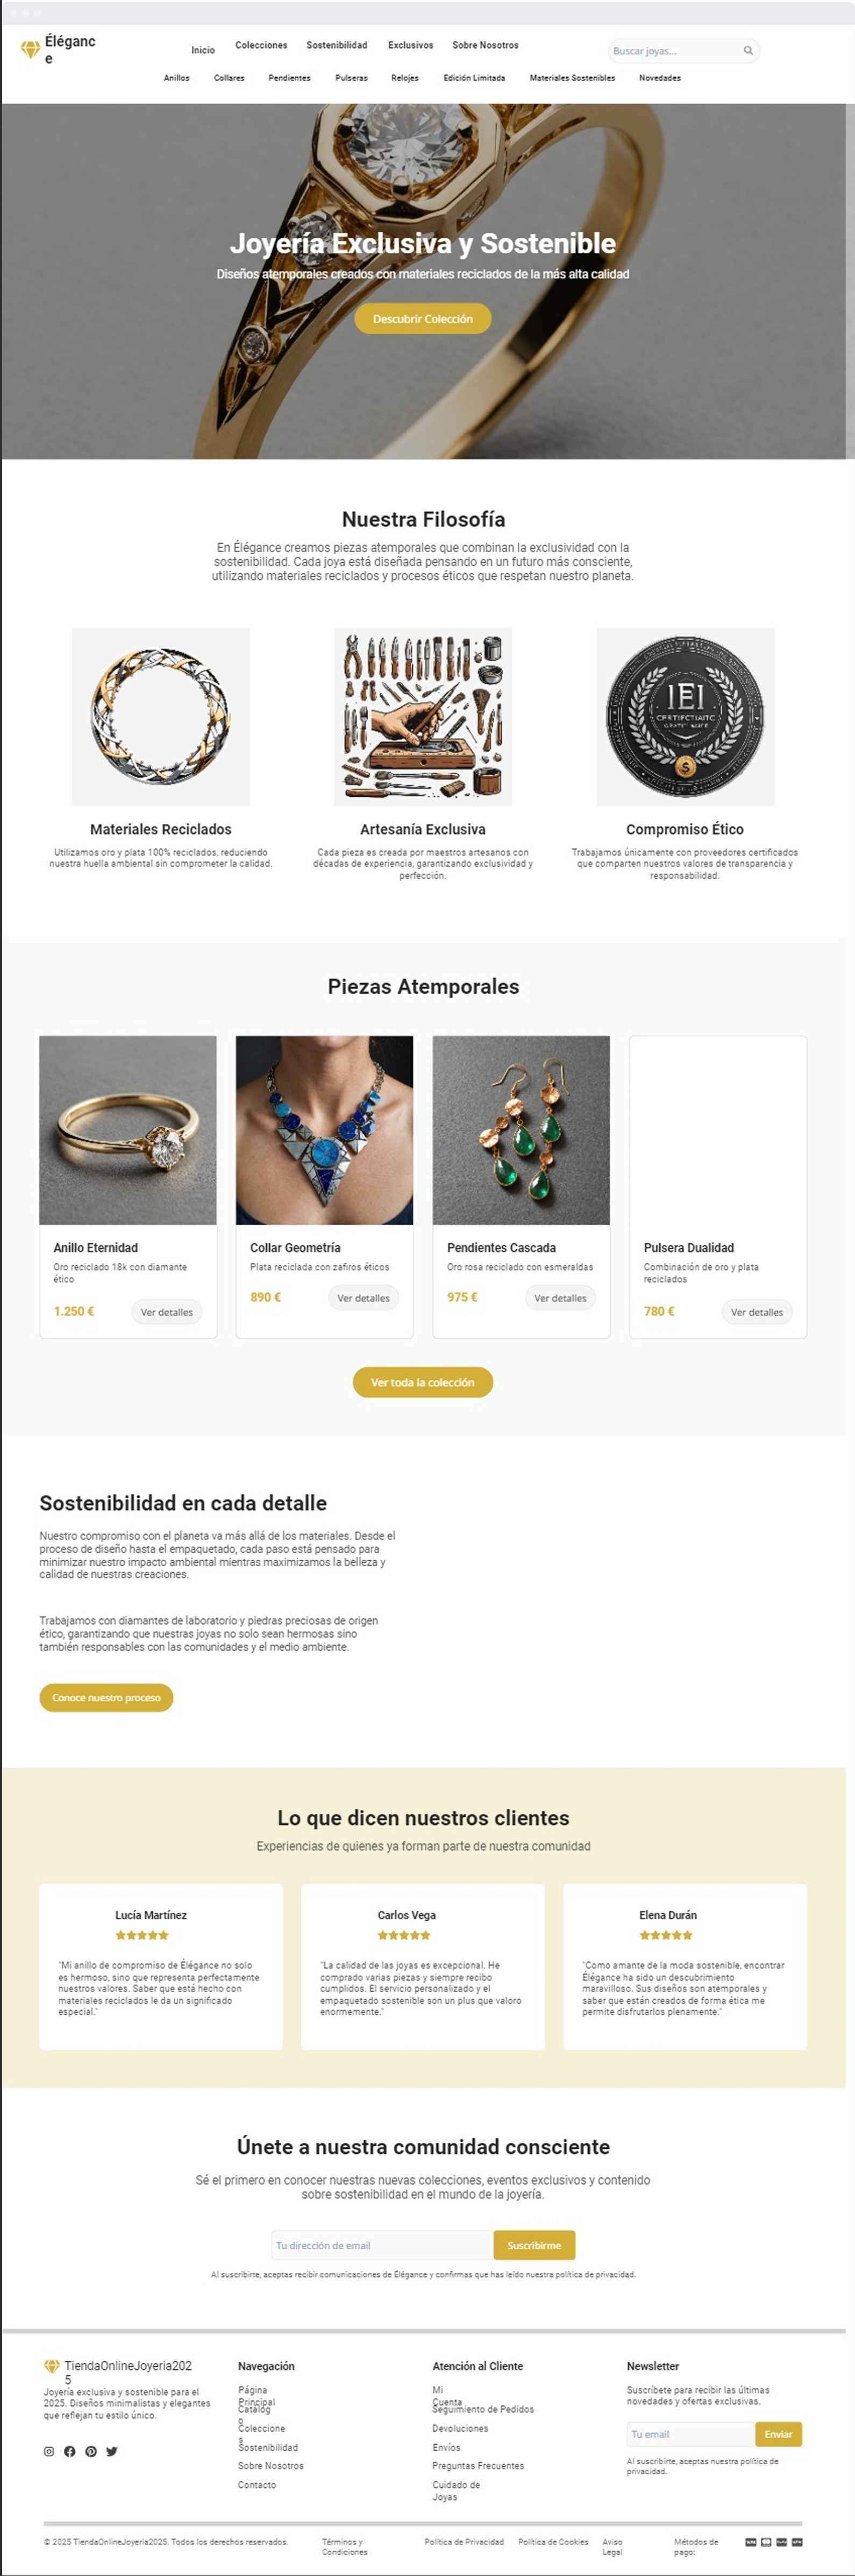 Éléganc
e
Inicio
Colecciones
Sostenibilidad
Exclusivos
Sobre Nosotros
Buscar joyas...
Anillos
Collares
Pendientes
Pulseras
Relojes
Edición Limitada
Materiales Sostenibles
Novedades
Joyería Exclusiva y Sostenible
Diseños atemporales creados con materiales reciclados de la más alta calidad
Descubrir Colección
Nuestra Filosofía
En Élégance creamos piezas atemporales que combinan la exclusividad con la
sostenibilidad. Cada joya está diseñada pensando en un futuro más consciente,
utilizando materiales reciclados y procesos éticos que respetan nuestro planeta.
Materiales Reciclados
Utilizamos oro y plata 100% reciclados, reduciendo
nuestra huella ambiental sin comprometer la calidad.
Artesanía Exclusiva
Cada pieza es creada por maestros artesanos con
décadas de experiencia, garantizando exclusividad y
perfección.
Compromiso Ético
Trabajamos únicamente con proveedores certificados
que comparten nuestros valores de transparencia y
responsabilidad.
Piezas Atemporales
Anillo Eternidad
Oro reciclado 18k con diamante
ético
1.250 €
Ver detalles
Collar Geometría
Plata reciclada con zafiros éticos
890 €
Ver detalles
Pendientes Cascada
Oro rosa reciclado con esmeraldas
975 €
Ver detalles
Pulsera Dualidad
Combinación de oro y plata
reciclados
780 €
Ver detalles
Ver toda la colección
Sostenibilidad en cada detalle
Nuestro compromiso con el planeta va más allá de los materiales. Desde el
proceso de diseño hasta el empaquetado, cada paso está pensado para
minimizar nuestro impacto ambiental mientras maximizamos la belleza y
calidad de nuestras creaciones.
Trabajamos con diamantes de laboratorio y piedras preciosas de origen
ético, garantizando que nuestras joyas no solo sean hermosas sino
también responsables con las comunidades y el medio ambiente.
Conoce nuestro proceso
Lo que dicen nuestros clientes
Experiencias de quienes ya forman parte de nuestra comunidad
Lucía Martínez
"Mi anillo de compromiso de Élégance no solo
es hermoso, sino que representa perfectamente
nuestros valores. Saber que está hecho con
materiales reciclados le da un significado
especial."
Carlos Vega
"La calidad de las joyas es excepcional. He
comprado varias piezas y siempre recibo
cumplidos. El servicio personalizado y el
empaquetado sostenible son un plus que valoro
enormemente."
Elena Durán
"Como amante de la moda sostenible, encontrar
Élégance ha sido un descubrimiento
maravilloso. Sus diseños son atemporales y
saber que están creados de forma ética me
permite disfrutarlos plenamente."
Únete a nuestra comunidad consciente
Sé el primero en conocer nuestras nuevas colecciones, eventos exclusivos y contenido
sobre sostenibilidad en el mundo de la joyería.
Tu dirección de email
Suscribirme
Al suscribirte, aceptas recibir comunicaciones de Élégance y confirmas que has leído nuestra política de privacidad.
TiendaOnlineJoyeria202
5
Joyería exclusiva y sostenible para el
2025. Diseños minimalistas y elegantes
que reflejan tu estilo único.
Navegación
Página
Principal
Catálog
o
Coleccione
s
Sostenibilidad
Sobre Nosotros
Contacto
Atención al Cliente
Mi
Cuenta
Seguimiento de Pedidos
Devoluciones
Envíos
Preguntas Frecuentes
Cuidado de
Joyas
Newsletter
Suscríbete para recibir las últimas
novedades y ofertas exclusivas.
Tu email
Enviar
Al suscribirte, aceptas nuestra política de
privacidad.
© 2025 TiendaOnlineJoyeria2025. Todos los derechos reservados.
Términos y
Condiciones
Política de Privacidad
Política de Cookies
Aviso
Legal
Métodos de
pago: